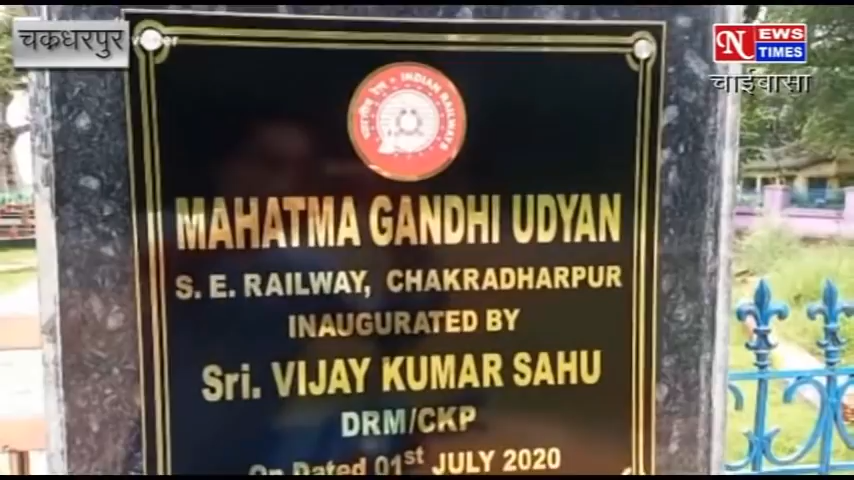 चक्रधरपुर
NEWS
TIMES
चाईबासा
भारतीय रेल INDIAN RAILWAYS
MAHATMA GANDHI UDYAN
S. E. RAILWAY, CHAKRADHARPUR
INAUGURATED BY
Sri. VIJAY KUMAR SAHU
DRM/CKP
On Dated 01st JULY 2020